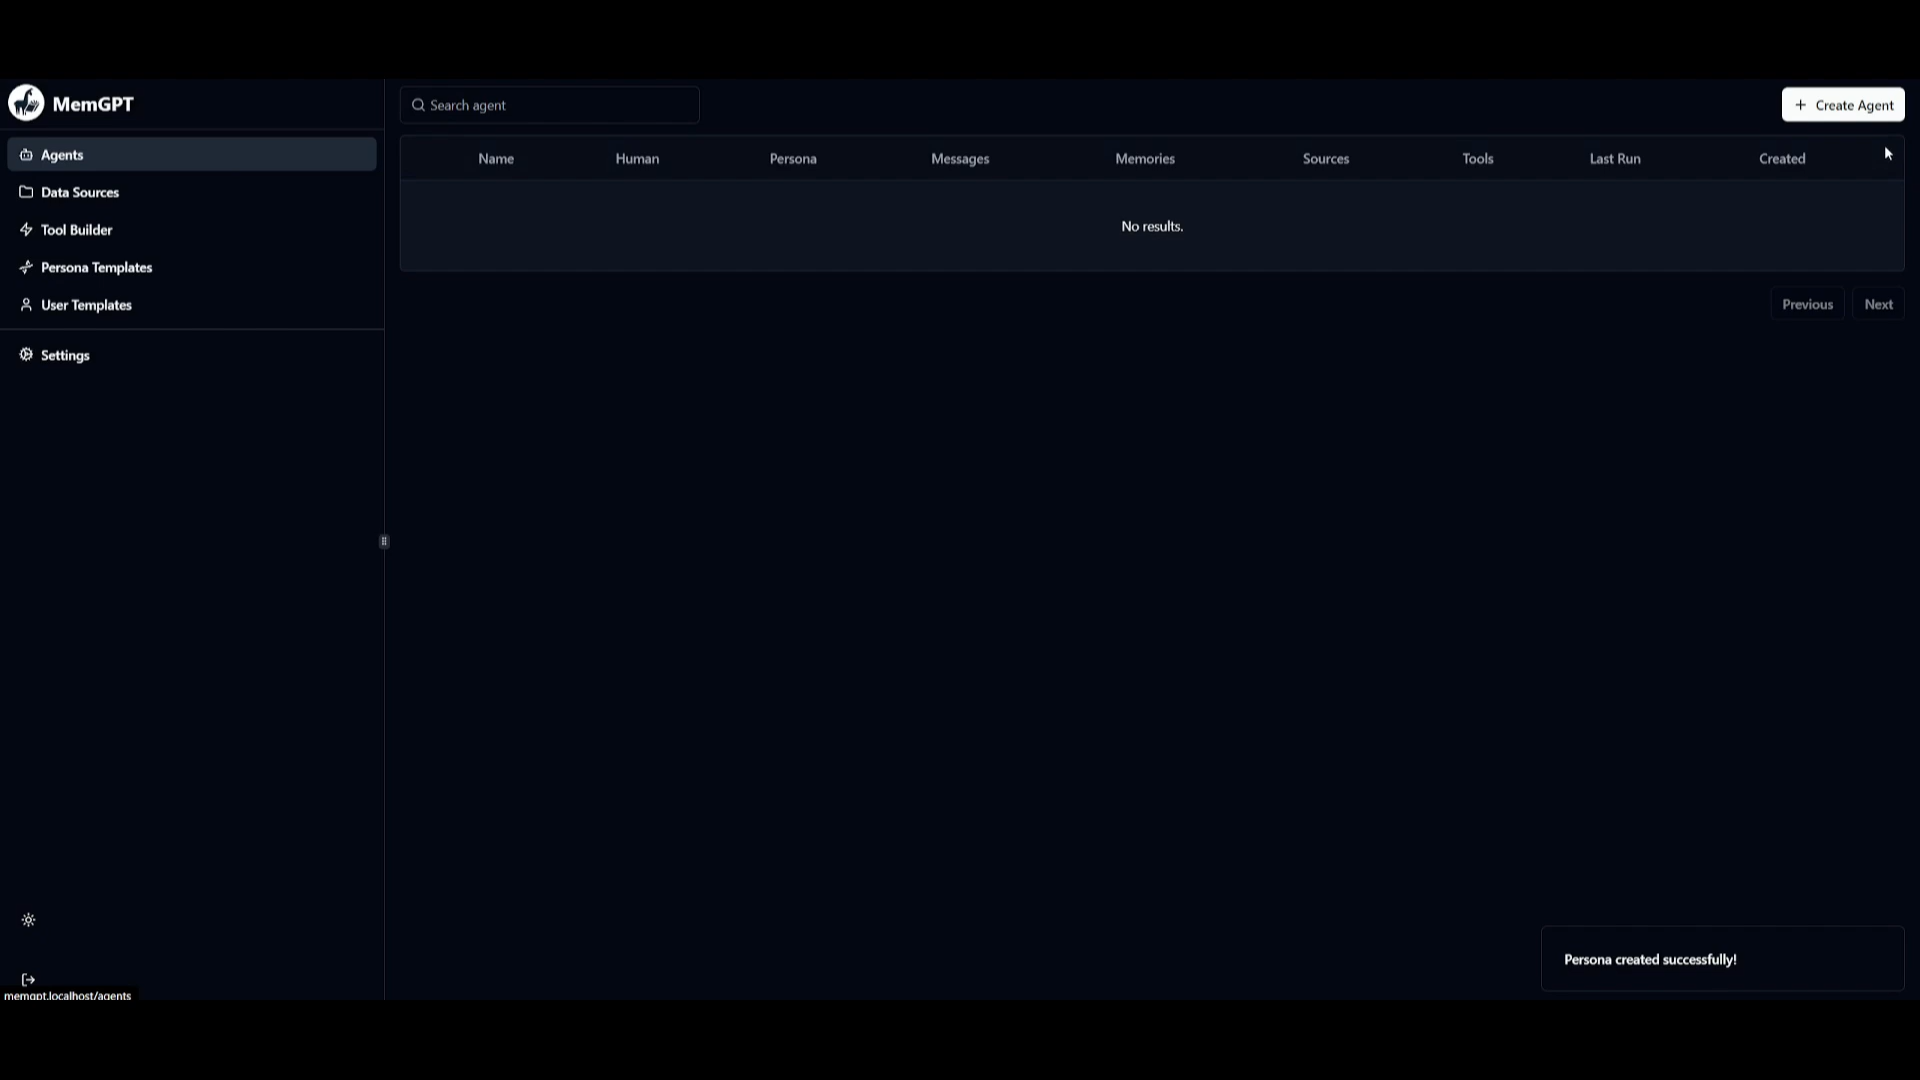 MemGPT
Search agent
Create Agent
Agents
Data Sources
Tool Builder
Persona Templates
User Templates
Settings
Name Human Persona Messages Memories Sources Tools Last Run Created
No results.
Previous Next
Persona created successfully!
memgpt.localhost/agents